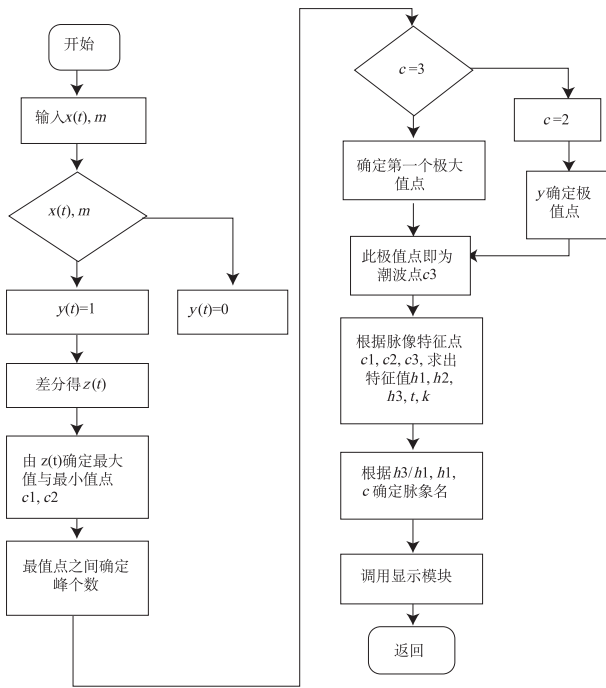 开始
输入x(t), m
x(t), m
y(t)=1
y(t)=0
差分得z(t)
由 z(t)确定最大
值与最小值点
c1, c2
最值点之间确定
峰个数
c=3
c=2
确定第一个极大
值点
y确定极
值点
此极值点即为
潮波点c3
根据脉像特征点
c1, c2, c3, 求出
特征值h1, h2,
h3, t, k
根据h3/h1, h1,
c 确定脉象名
调用显示模块
返回